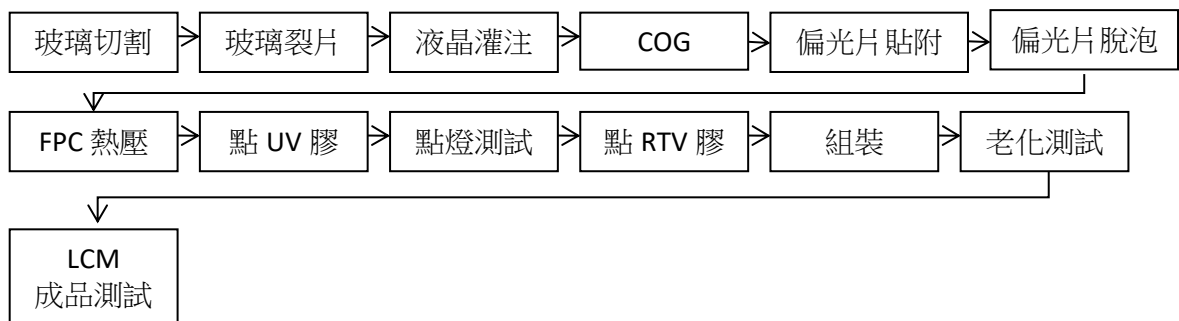 玻璃切割
玻璃裂片
液晶灌注
COG
偏光片貼附
偏光片脫泡
FPC 熱壓
點 UV 膠
點燈測試
點 RTV 膠
組裝
老化測試
LCM
成品測試